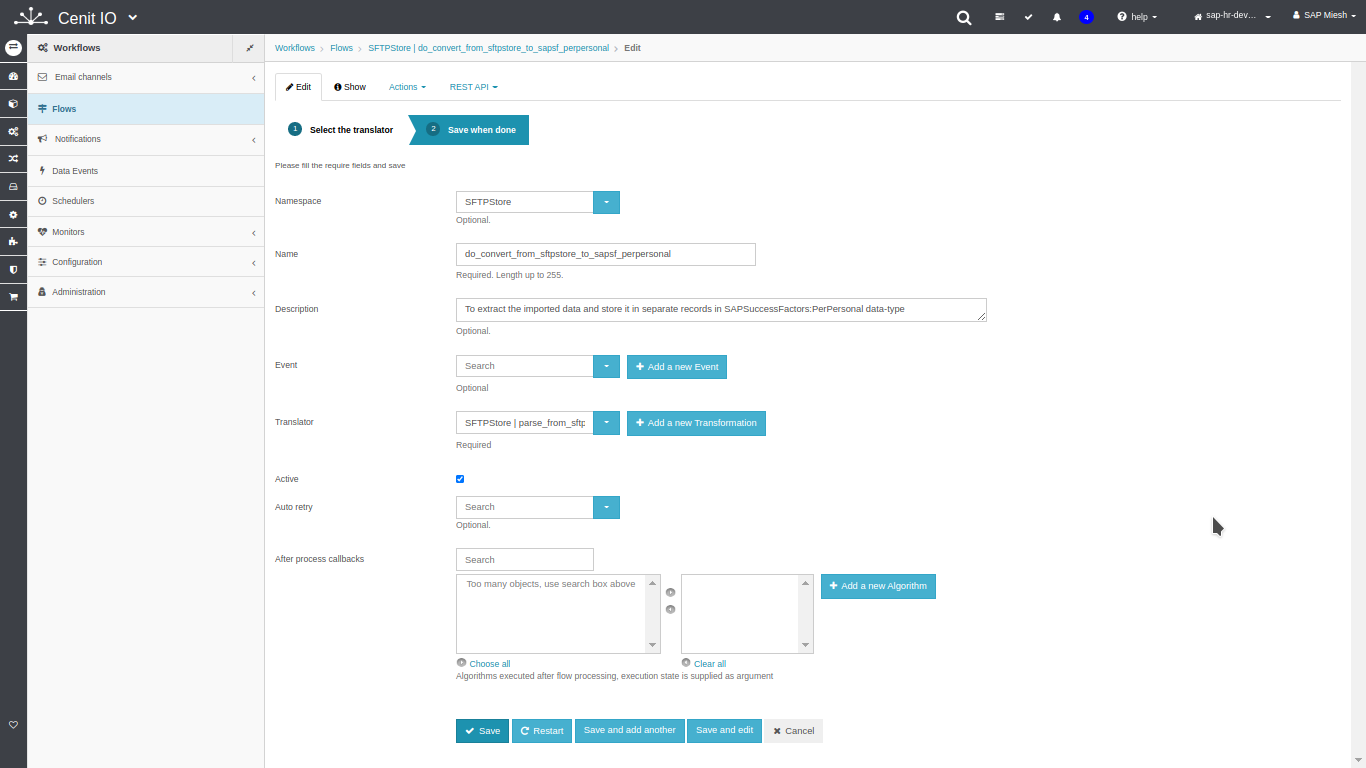 Cenit IO
4
help
sap-hr-dev...
SAP Miesh
Workflows
Workflows
Flows
SFTPStore | do_convert_from_sftpstore_to_sapsf_perpersonal
Edit
Email channels
Flows
Notifications
Data Events
Schedulers
Monitors
Configuration
Administration
Edit
Show
Actions
REST API
1
Select the translator
2
Save when done
Please fill the require fields and save
Namespace
SFTPStore
Optional.
Name
do_convert_from_sftpstore_to_sapsf_perpersonal
Required. Length up to 255.
Description
To extract the imported data and store it in separate records in SAPSuccessFactors:PerPersonal data-type
Optional.
Event
Search
Add a new Event
Optional
Translator
SFTPStore | parse_from_sftp
Add a new Transformation
Required
Active
Auto retry
Search
Optional.
After process callbacks
Search
Too many objects, use search box above
Add a new Algorithm
Choose all
Clear all
Algorithms executed after flow processing, execution state is supplied as argument
Save
Restart
Save and add another
Save and edit
Cancel